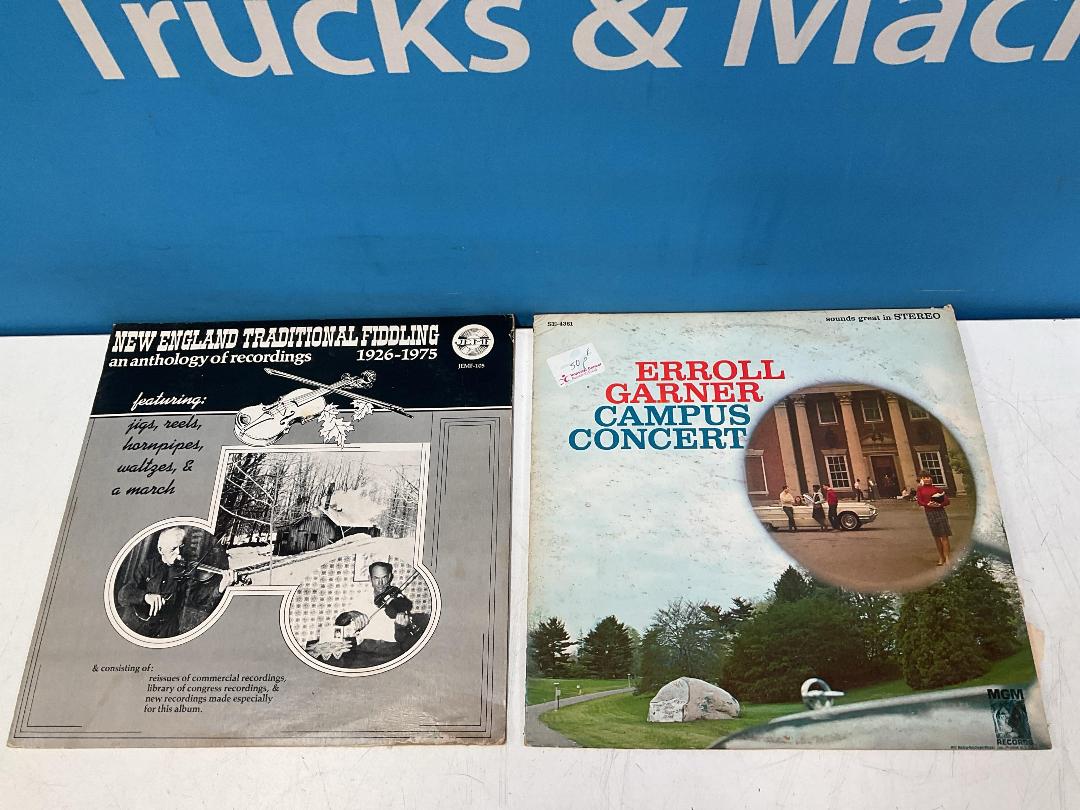 Trucks & Mach
NEW ENGLAND TRADITIONAL FIDDLING
an anthology of recordings 1926-1975
JEMF
JEMF-105
featuring:
jigs, reels,
hornpipes,
waltzes, &
a march
& consisting of:
reissues of commercial recordings,
library of congress recordings, &
new recordings made especially
for this album.
SE-4361
sounds great in STEREO
50p
ERROLL
GARNER
CAMPUS
CONCERT
MGM
RECORDS